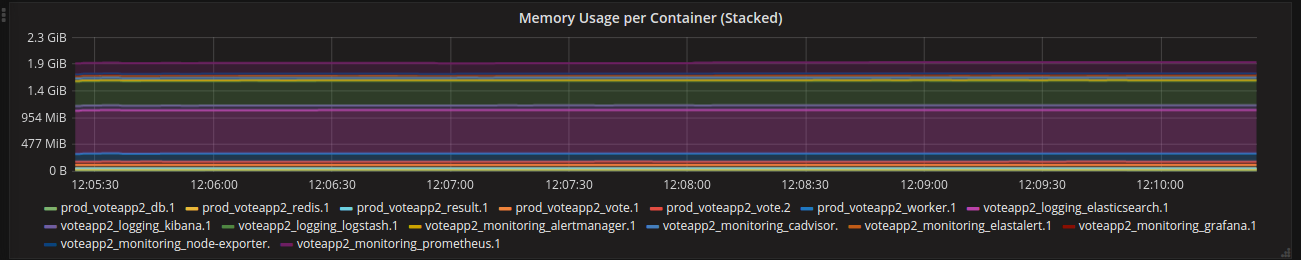 Memory Usage per Container (Stacked)
2.3 GiB
1.9 GiB
1.4 GiB
954 MiB
477 MiB
0 B
12:05:30 12:06:00 12:06:30 12:07:00 12:07:30 12:08:00 12:08:30 12:09:00 12:09:30 12:10:00
prod_voteapp2_db.1 prod_voteapp2_redis.1 prod_voteapp2_result.1 prod_voteapp2_vote.1 prod_voteapp2_vote.2 prod_voteapp2_worker.1 voteapp2_logging_elasticsearch.1
voteapp2_logging_kibana.1 voteapp2_logging_logstash.1 voteapp2_monitoring_alertmanager.1 voteapp2_monitoring_cadvisor. voteapp2_monitoring_elastalert.1 voteapp2_monitoring_grafana.1
voteapp2_monitoring_node-exporter. voteapp2_monitoring_prometheus.1